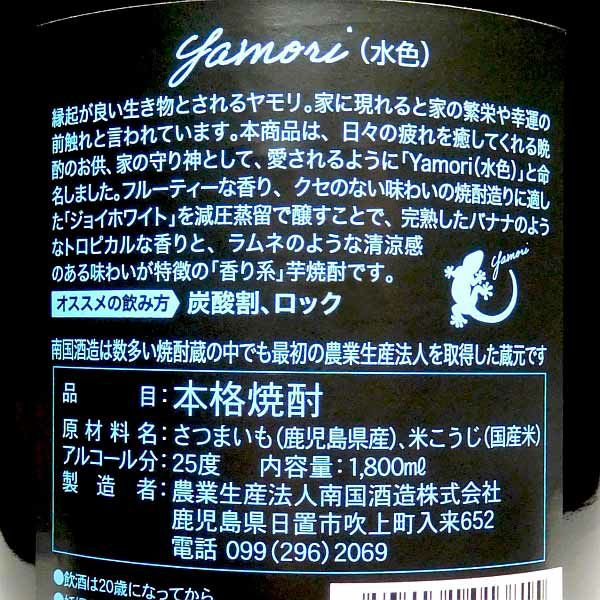 yamori（水色）
縁起が良い生き物とされるヤモリ。家に現れると家の繁栄や幸運の
前触れと言われています。本商品は、日々の疲れを癒してくれる晩
酌のお供、家の守り神として、愛されるように「Yamori（水色）」と命
名しました。フルーティーな香り、クセのない味わいの焼酎造りに適し
た「ジョイホワイト」を減圧蒸留で醸すことで、完熟したバナナのよう
なトロピカルな香りと、ラムネのような清涼感
のある味わいが特徴の「香り系」芋焼酎です。
yamori
オススメの飲み方 炭酸割、ロック
南国酒造は数多い焼酎蔵の中でも最初の農業生産法人を取得した蔵元です
品目：本格焼酎
原材料名：さつまいも（鹿児島県産）、米こうじ（国産米）
アルコール分：25度 内容量：1,800㎖
製造者：農業生産法人南国酒造株式会社
鹿児島県日置市吹上町入来652
電話 099（296）2069
●飲酒は20歳になってから